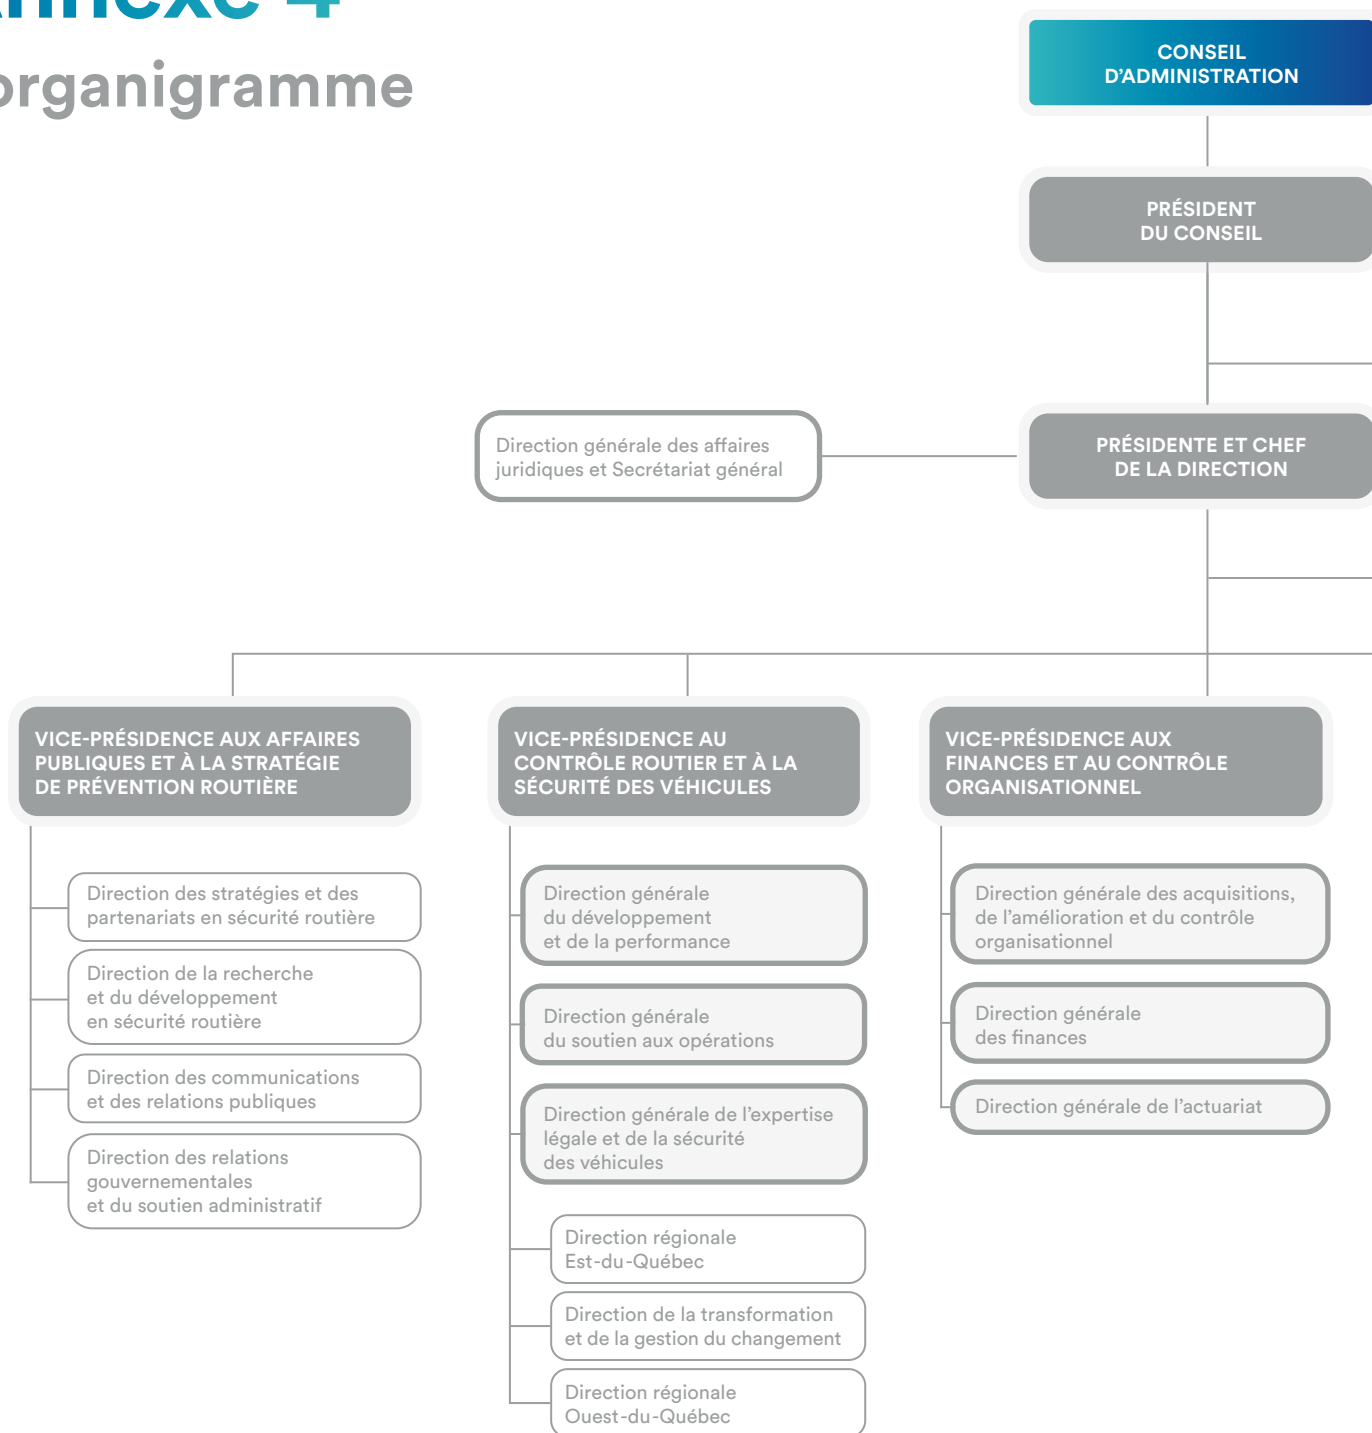 Annexe 4
organigramme
CONSEIL
D'ADMINISTRATION
PRÉSIDENT
DU CONSEIL
Direction générale des affaires
juridiques et Secrétariat général
PRÉSIDENTE ET CHEF
DE LA DIRECTION
VICE-PRÉSIDENCE AUX AFFAIRES
PUBLIQUES ET À LA STRATÉGIE
DE PRÉVENTION ROUTIÈRE
Direction des stratégies et des
partenariats en sécurité routière
Direction de la recherche
et du développement
en sécurité routière
Direction des communications
et des relations publiques
Direction des relations
gouvernementales
et du soutien administratif
VICE-PRÉSIDENCE AU
CONTRÔLE ROUTIER ET À LA
SÉCURITÉ DES VÉHICULES
Direction générale
du développement
et de la performance
Direction générale
du soutien aux opérations
Direction générale de l'expertise
légale et de la sécurité
des véhicules
Direction régionale
Est-du-Québec
Direction de la transformation
et de la gestion du changement
Direction régionale
Ouest-du-Québec
VICE-PRÉSIDENCE AUX
FINANCES ET AU CONTRÔLE
ORGANISATIONNEL
Direction générale des acquisitions,
de l'amélioration et du contrôle
organisationnel
Direction générale
des finances
Direction générale de l'actuariat